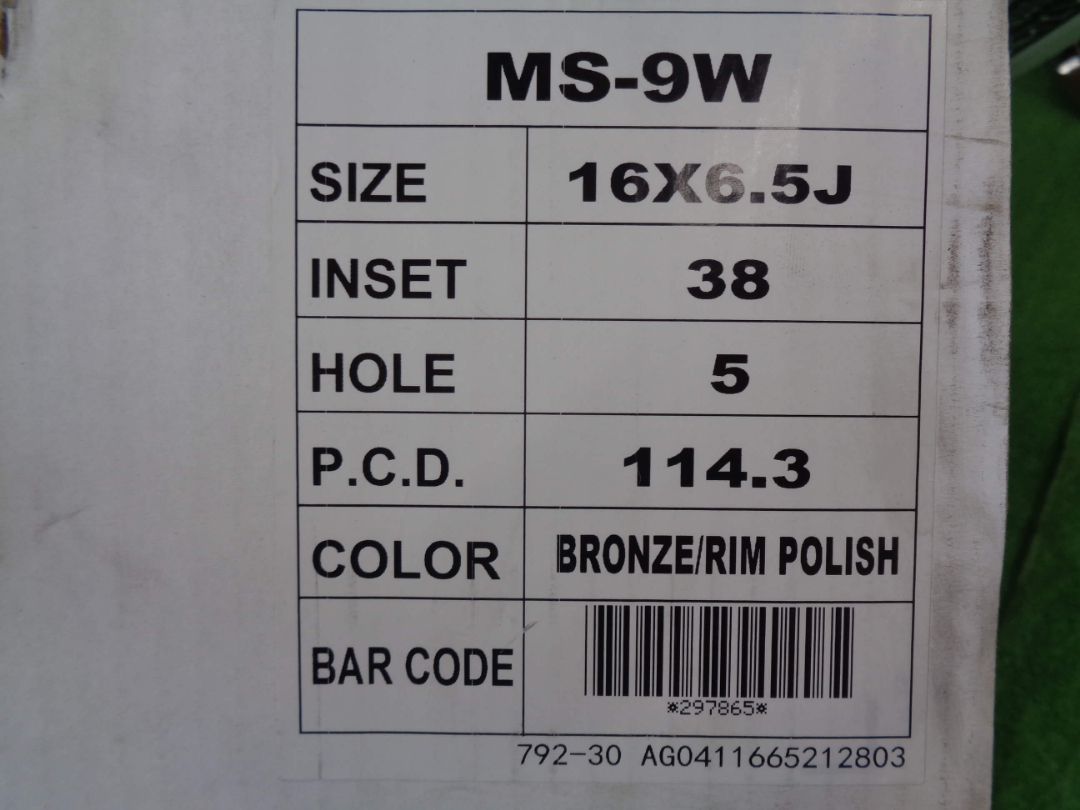 MS-9W
SIZE 16X6.5J
INSET 38
HOLE 5
P.C.D. 114.3
COLOR BRONZE/RIM POLISH
BAR CODE
*297865*
792-30 AG0411665212803